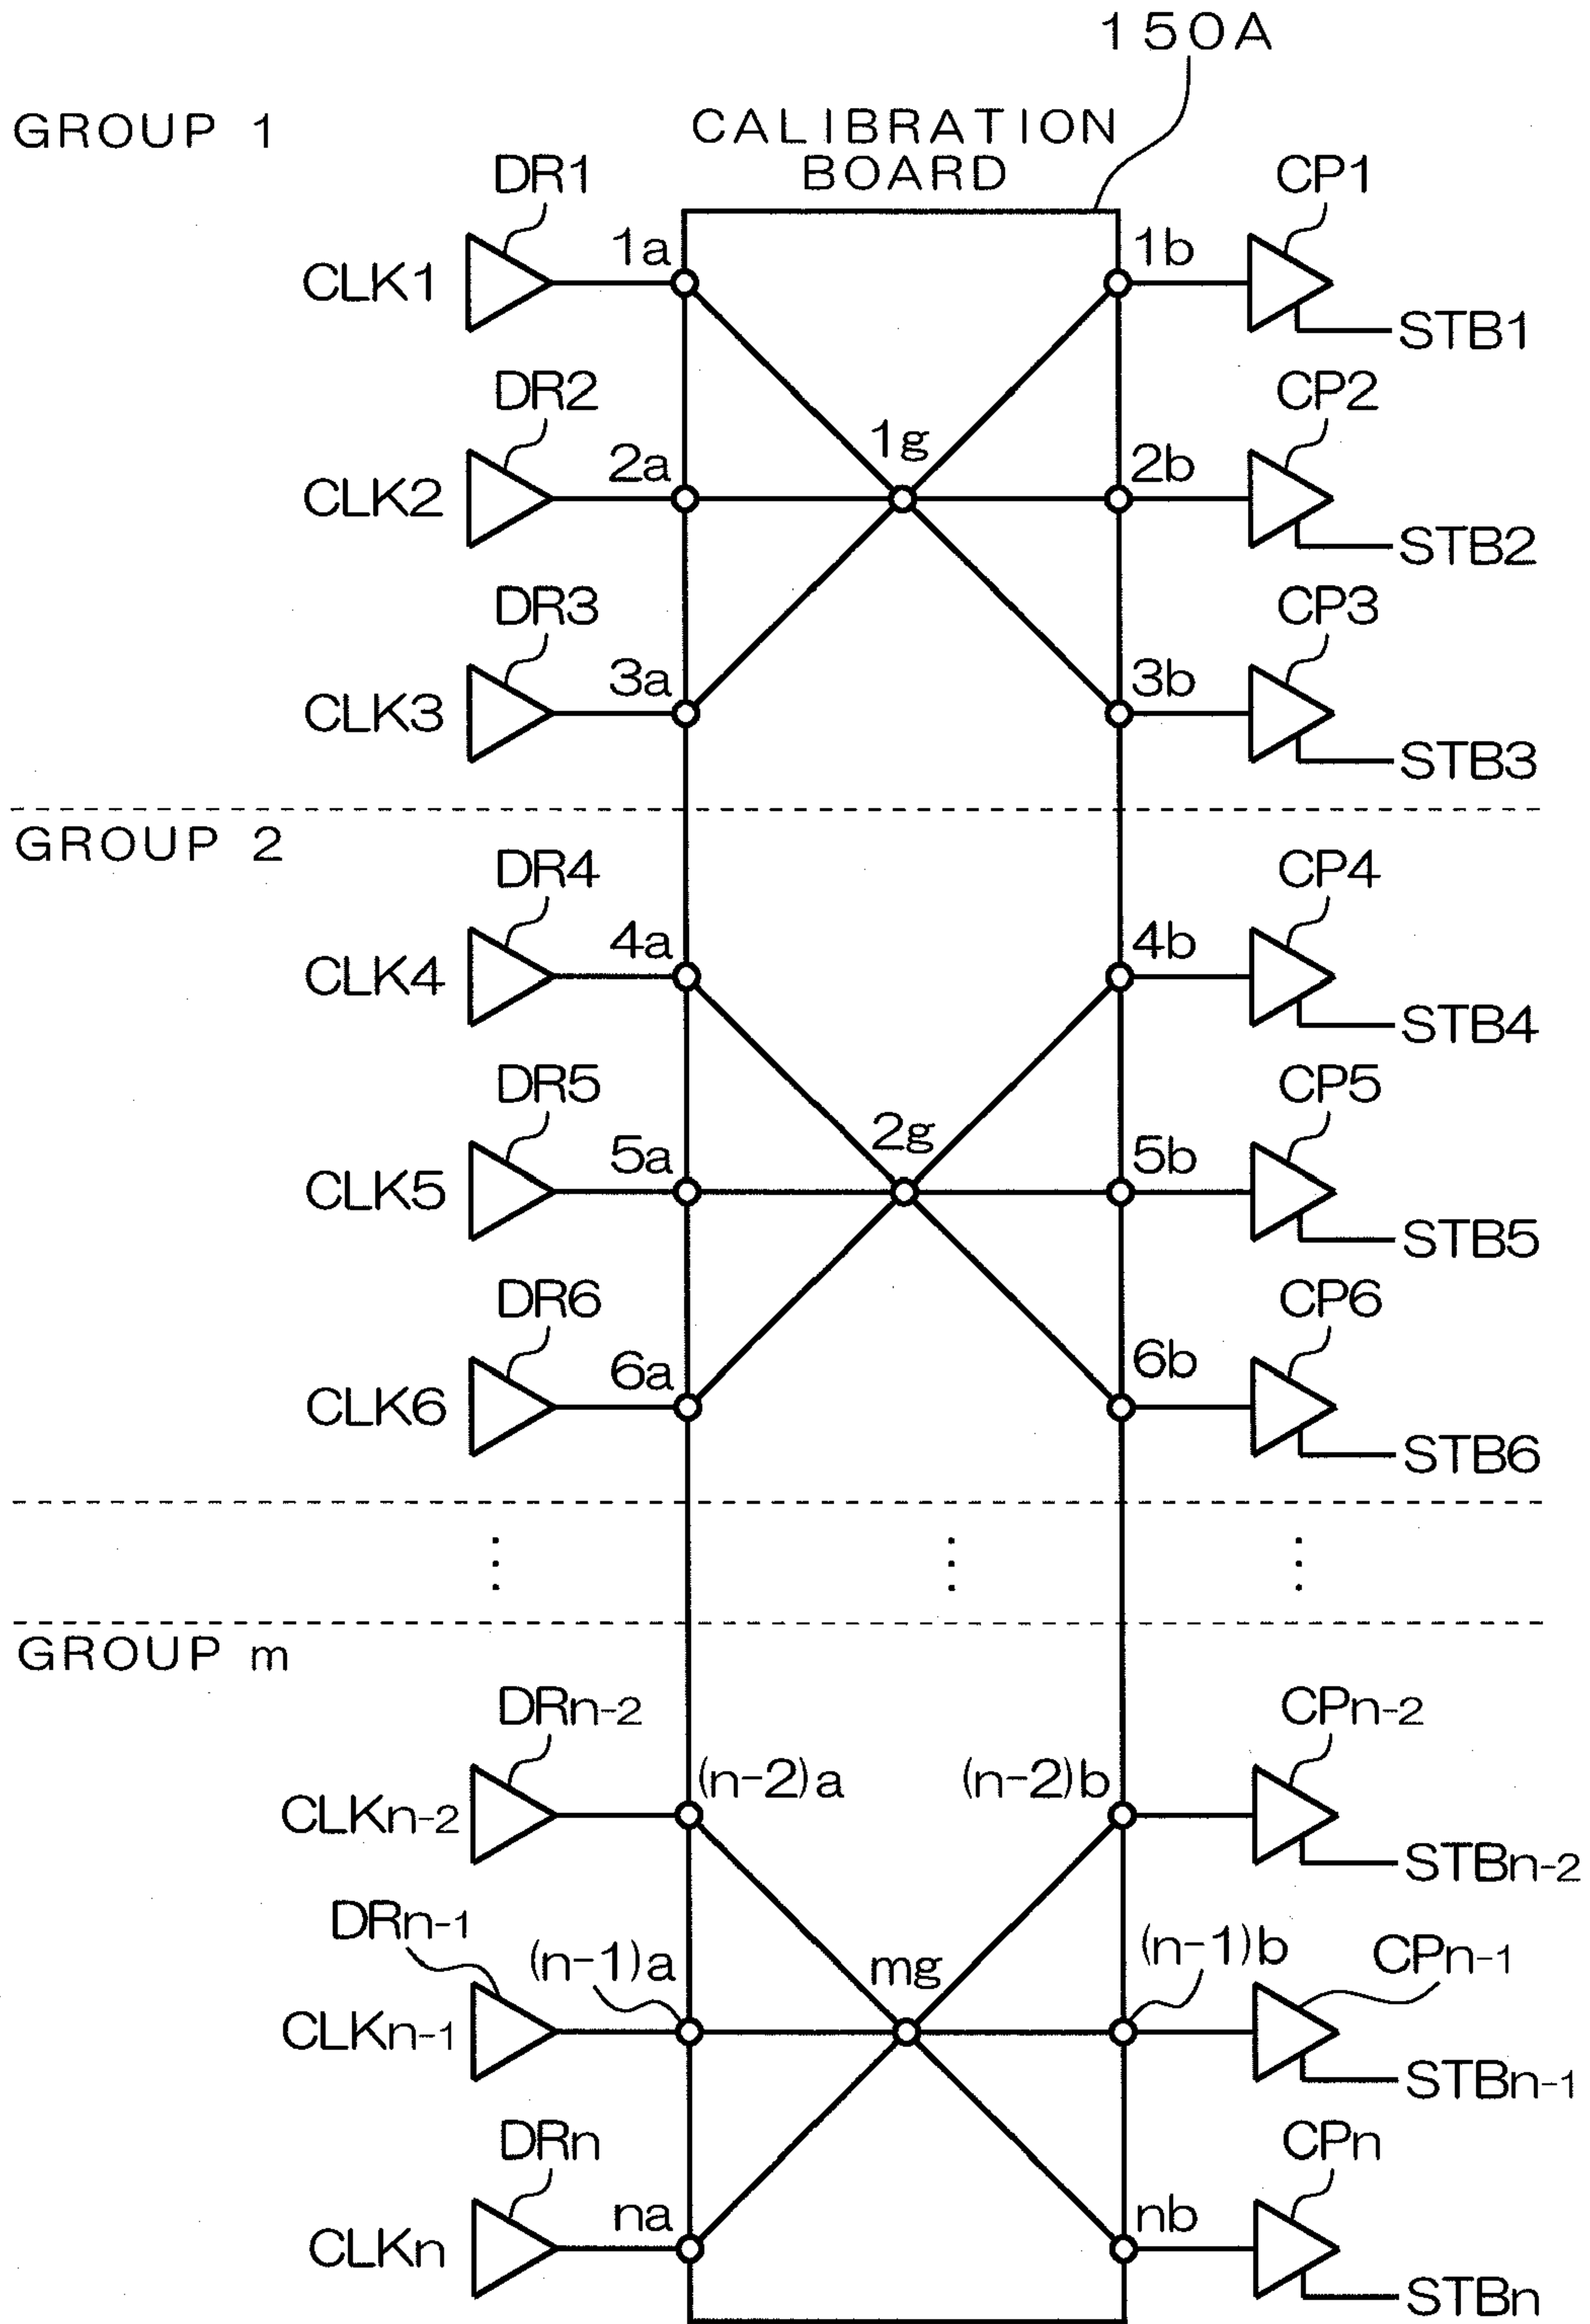 150A
GROUP 1
CALIBRATION
BOARD
DR1
CP1
1a
1b
CLK1
STB1
DR2
CP2
1g
2a
2b
CLK2
STB2
DR3
CP3
3a
3b
CLK3
STB3
GROUP 2
DR4
CP4
4a
4b
CLK4
STB4
DR5
CP5
2g
5a
5b
CLK5
STB5
DR6
CP6
6a
6b
CLK6
STB6
GROUP m
DRn-2
CPn-2
(n-2)a
(n-2)b
CLKn-2
STBn-2
DRn-1
(n-1)a
mg
(n-1)b
CPn-1
CLKn-1
STBn-1
DRn
CPn
na
nb
CLKn
STBn